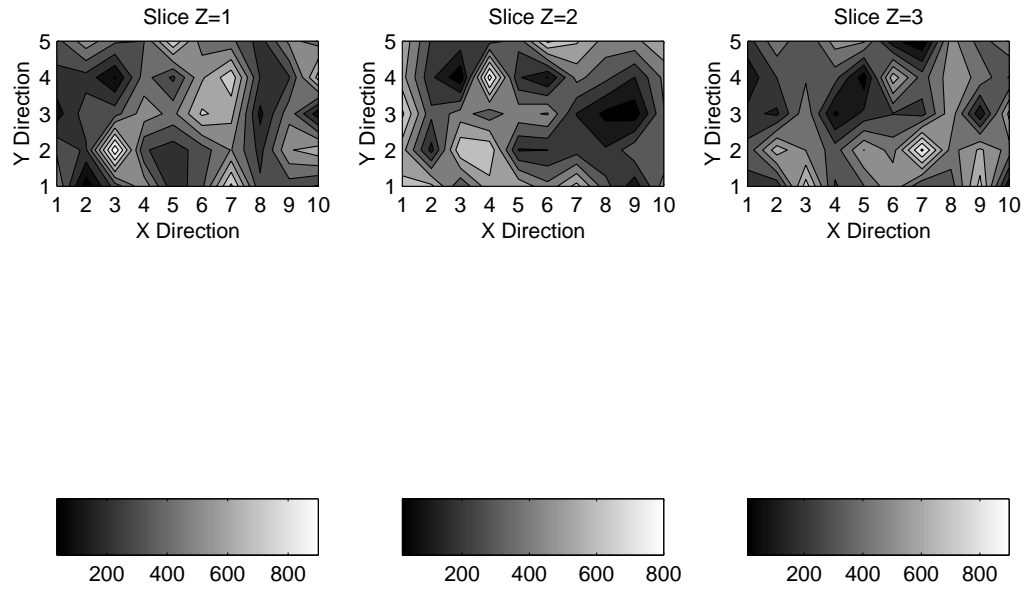 Slice Z=1
5
4
3
2
1
Y Direction
1 2 3 4 5 6 7 8 9 10
X Direction
Slice Z=2
5
4
3
2
1
Y Direction
1 2 3 4 5 6 7 8 9 10
X Direction
Slice Z=3
5
4
3
2
1
Y Direction
1 2 3 4 5 6 7 8 9 10
X Direction
200 400 600 800
200 400 600 800
200 400 600 800